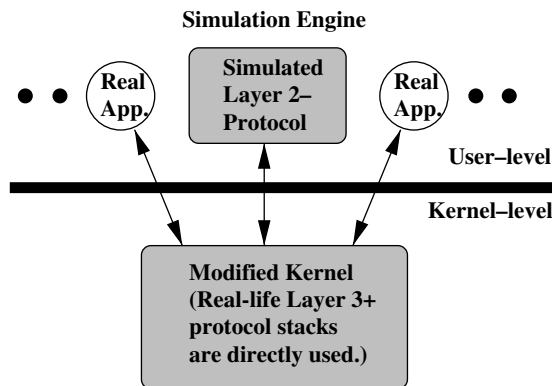 Simulation Engine
Real
App.
Simulated
Layer 2–
Protocol
Real
App.
User–level
Kernel–level
Modified Kernel
(Real-life Layer 3+
protocol stacks
are directly used.)